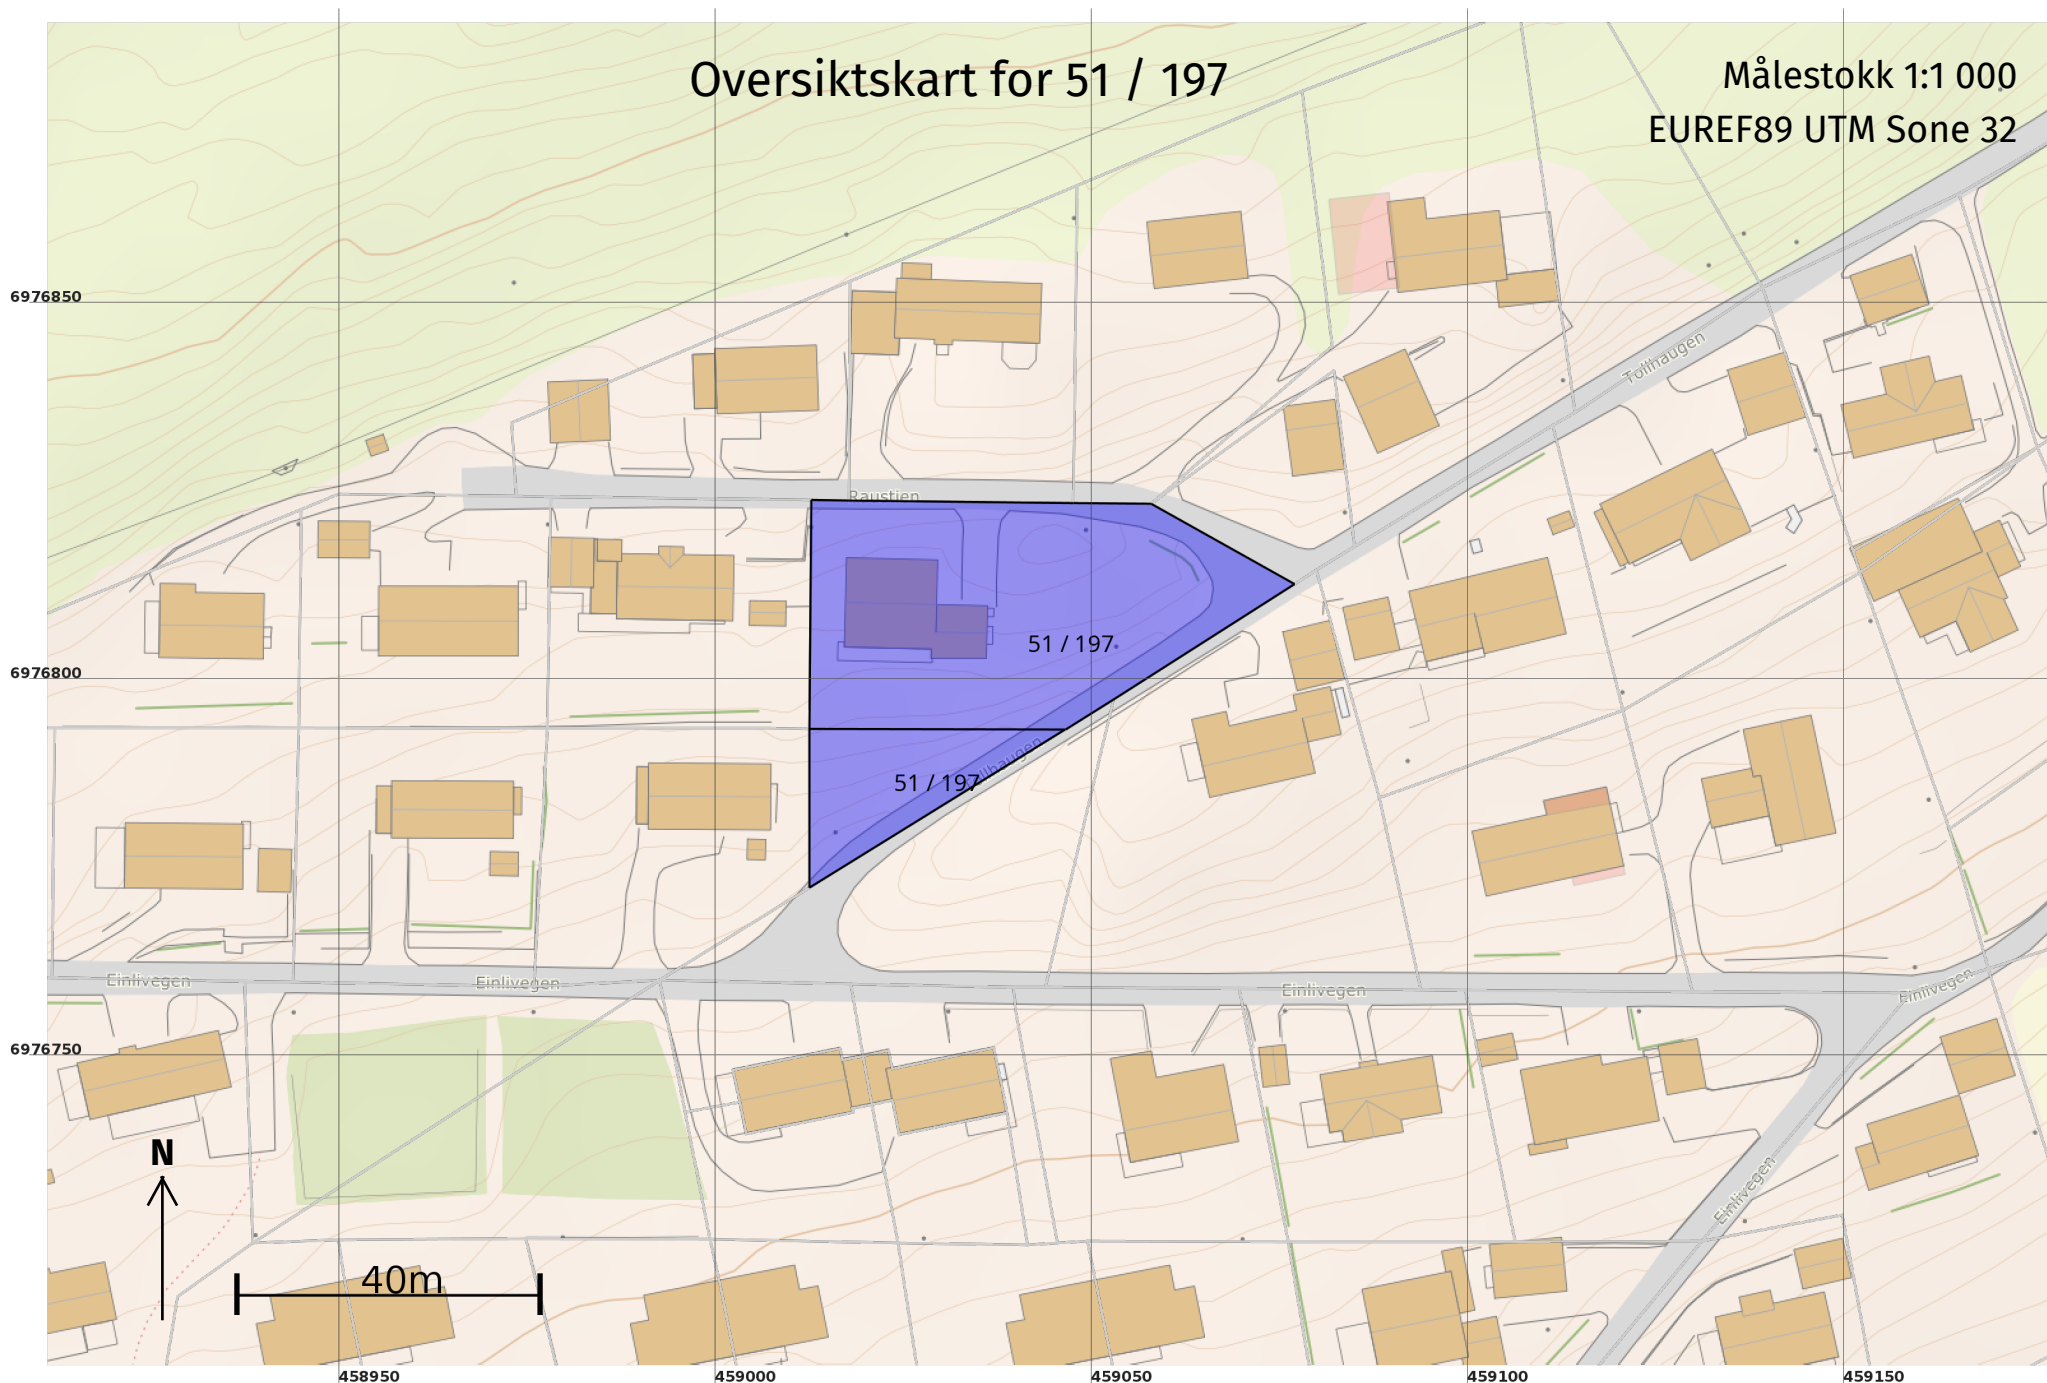 Oversiktskart for 51 / 197
Målestokk 1:1 000
EUREF89 UTM Sone 32
6976850
Tollhaugen
Raustien
51 / 197
6976800
Tollhaugen
51 / 197
Einlivegen
Einlivegen
Einlivegen
Einlivegen
6976750
N
Einlivegen
40m
458950
459000
459050
459100
459150